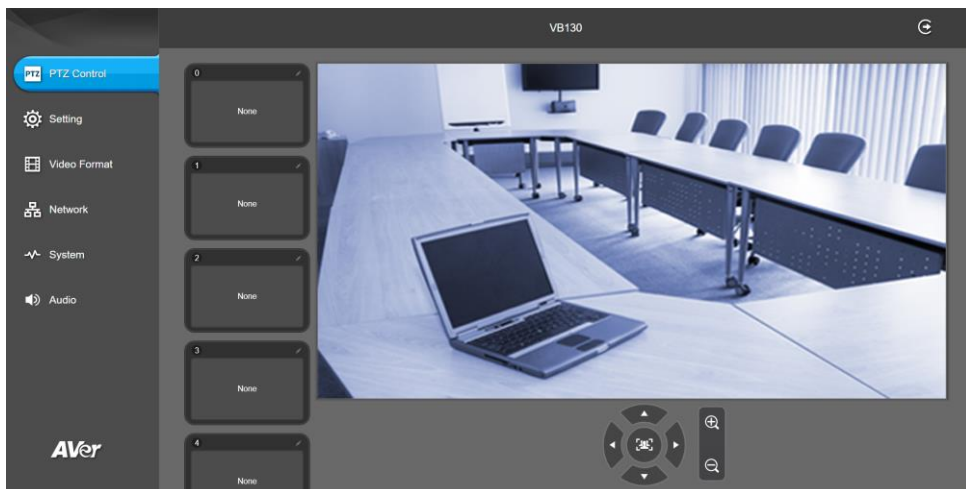 VB130
PTZ PTZ Control
Setting
Video Format
Network
System
Audio
AVer
0
None
1
None
2
None
3
None
4
None